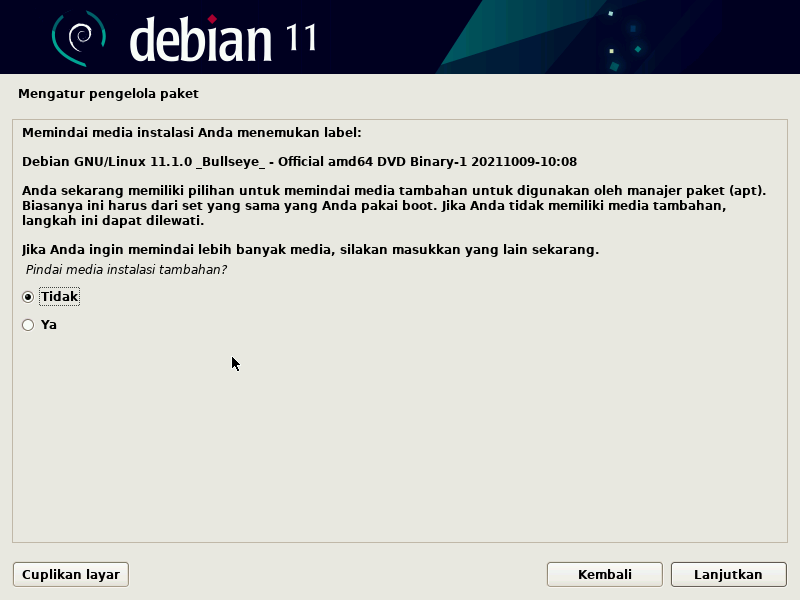 debian 11
Mengatur pengelola paket
Memindai media instalasi Anda menemukan label:
Debian GNU/Linux 11.1.0 _Bullseye_ - Official amd64 DVD Binary-1 20211009-10:08
Anda sekarang memiliki pilihan untuk memindai media tambahan untuk digunakan oleh manajer paket (apt).
Biasanya ini harus dari set yang sama yang Anda pakai boot. Jika Anda tidak memiliki media tambahan,
langkah ini dapat dilewati.
Jika Anda ingin memindai lebih banyak media, silakan masukkan yang lain sekarang.
Pindai media instalasi tambahan?
Tidak
Ya
Cuplikan layar
Kembali
Lanjutkan